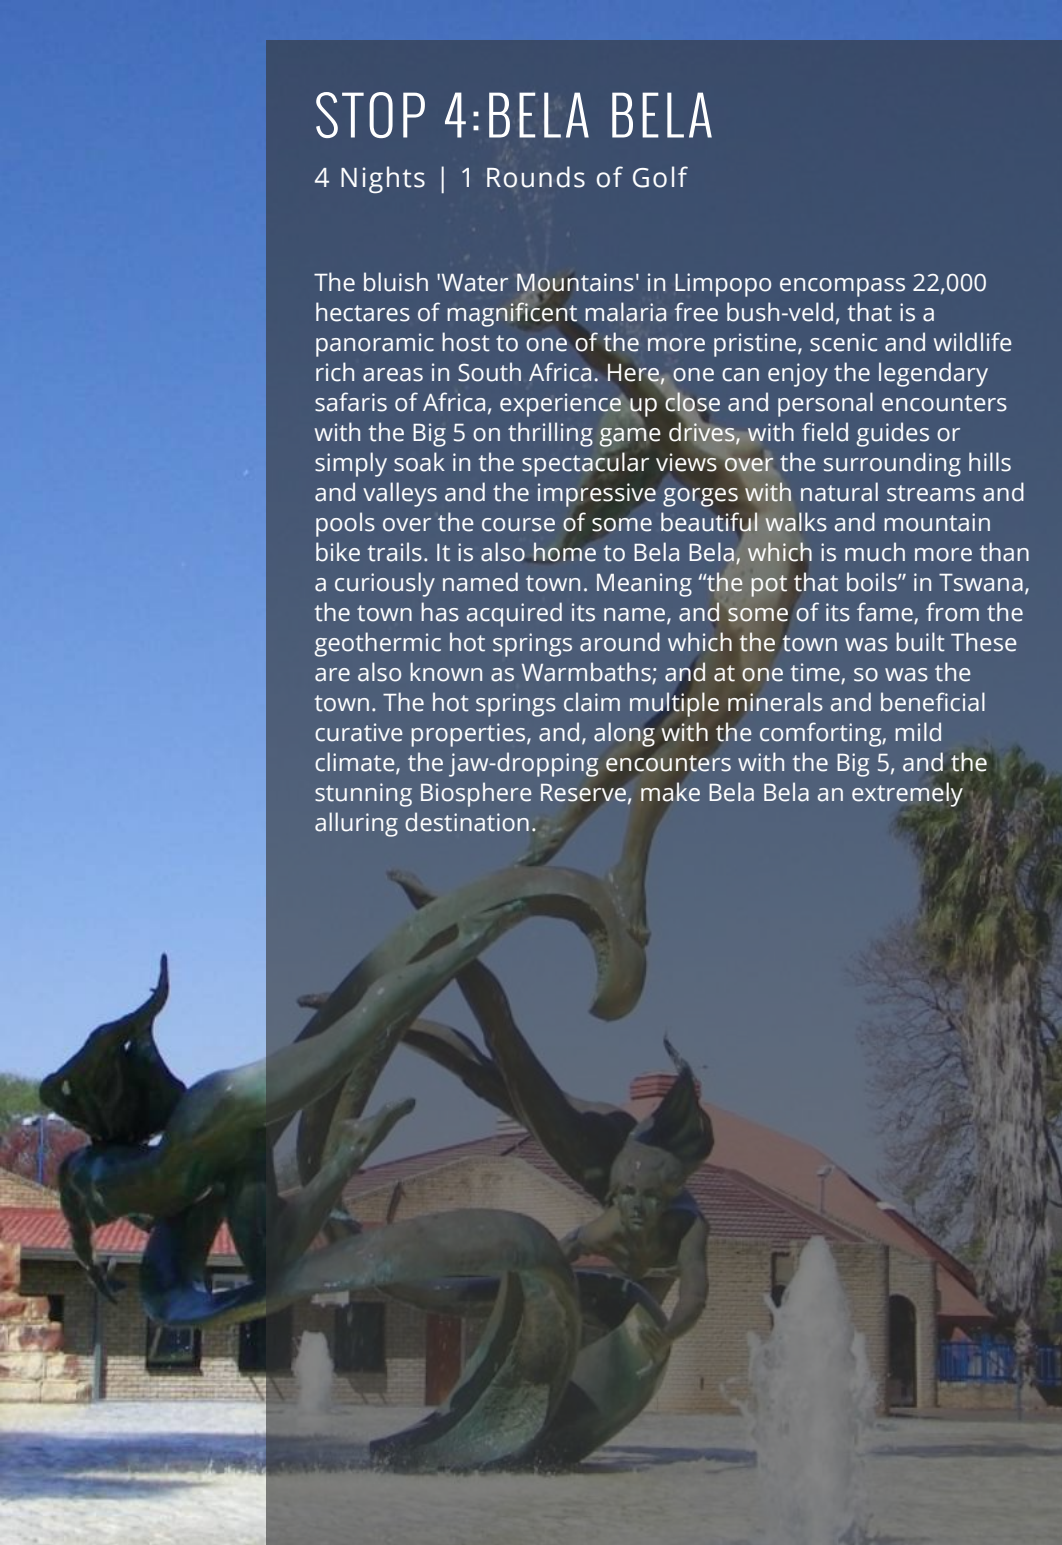 STOP 4:BELA BELA
4 Nights | 1 Rounds of Golf
The bluish 'Water Mountains' in Limpopo encompass 22,000
hectares of magnificent malaria free bush-veld, that is a
panoramic host to one of the more pristine, scenic and wildlife
rich areas in South Africa. Here, one can enjoy the legendary
safaris of Africa, experience up close and personal encounters
with the Big 5 on thrilling game drives, with field guides or
simply soak in the spectacular views over the surrounding hills
and valleys and the impressive gorges with natural streams and
pools over the course of some beautiful walks and mountain
bike trails. It is also home to Bela Bela, which is much more than
a curiously named town. Meaning “the pot that boils” in Tswana,
the town has acquired its name, and some of its fame, from the
geothermic hot springs around which the town was built These
are also known as Warmbaths; and at one time, so was the
town. The hot springs claim multiple minerals and beneficial
curative properties, and, along with the comforting, mild
climate, the jaw-dropping encounters with the Big 5, and the
stunning Biosphere Reserve, make Bela Bela an extremely
alluring destination.